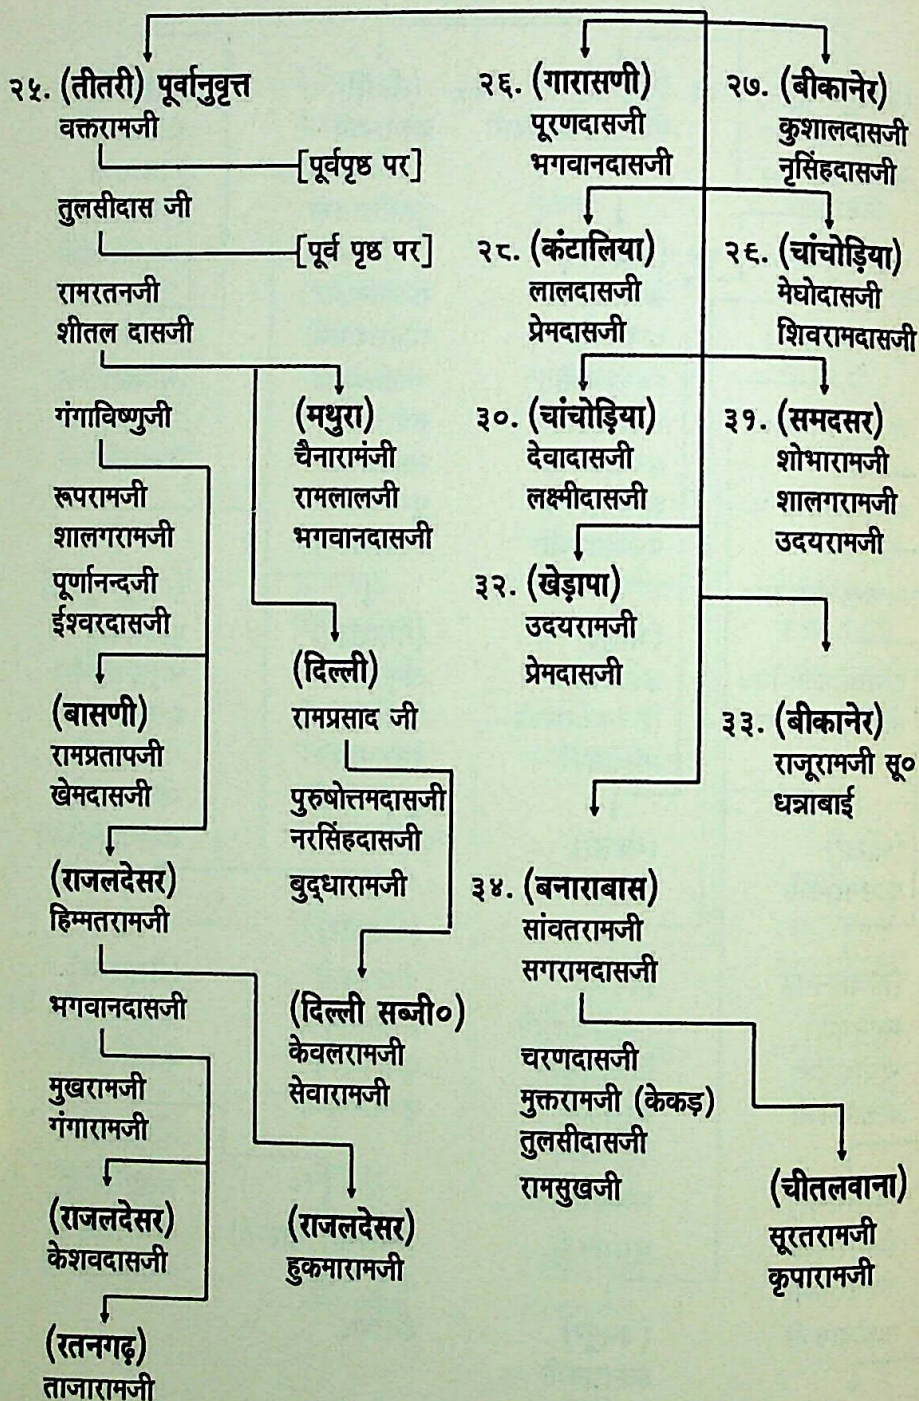 २५. (तीतरी) पूर्वानुवृत्त
वक्तरामजी
[पूर्वपृष्ठ पर]
तुलसीदास जी
[पूर्व पृष्ठ पर]
रामरतनजी
शीतल दासजी
गंगाविष्णुजी
रूपरामजी
शालगरामजी
पूर्णानन्दजी
ईश्वरदासजी
(बासणी)
रामप्रतापजी
खेमदासजी
(राजलदेसर)
हिम्मतरामजी
भगवानदासजी
मुखरामजी
गंगारामजी
(राजलदेसर)
केशवदासजी
(रतनगढ़)
ताजारामजी
(मथुरा)
चैनारामंजी
रामलालजी
भगवानदासजी
(दिल्ली)
रामप्रसाद जी
पुरुषोत्तमदासजी
नरसिंहदासजी
बुद्धारामजी
(दिल्ली सब्जी०)
केवलरामजी
सेवारामजी
(राजलदेसर)
हुकमारामजी
२६. (गारासणी)
पूरणदासजी
भगवानदासजी
२७. (बीकानेर)
कुशालदासजी
नृसिंहदासजी
२८. (कंटालिया)
लालदासजी
प्रेमदासजी
२९. (चांचोड़िया)
मेघोदासजी
शिवरामदासजी
३०. (चांचोड़िया)
देवादासजी
लक्ष्मीदासजी
३१. (समदसर)
शोभारामजी
शालगरामजी
उदयरामजी
३२. (खेड़ापा)
उदयरामजी
प्रेमदासजी
३३. (बीकानेर)
राजूरामजी सू०
धन्नाबाई
३४. (बनाराबास)
सांवतरामजी
सगरामदासजी
चरणदासजी
मुक्तरामजी (केकड़)
तुलसीदासजी
रामसुखजी
(चीतलवाना)
सूरतरामजी
कृपारामजी